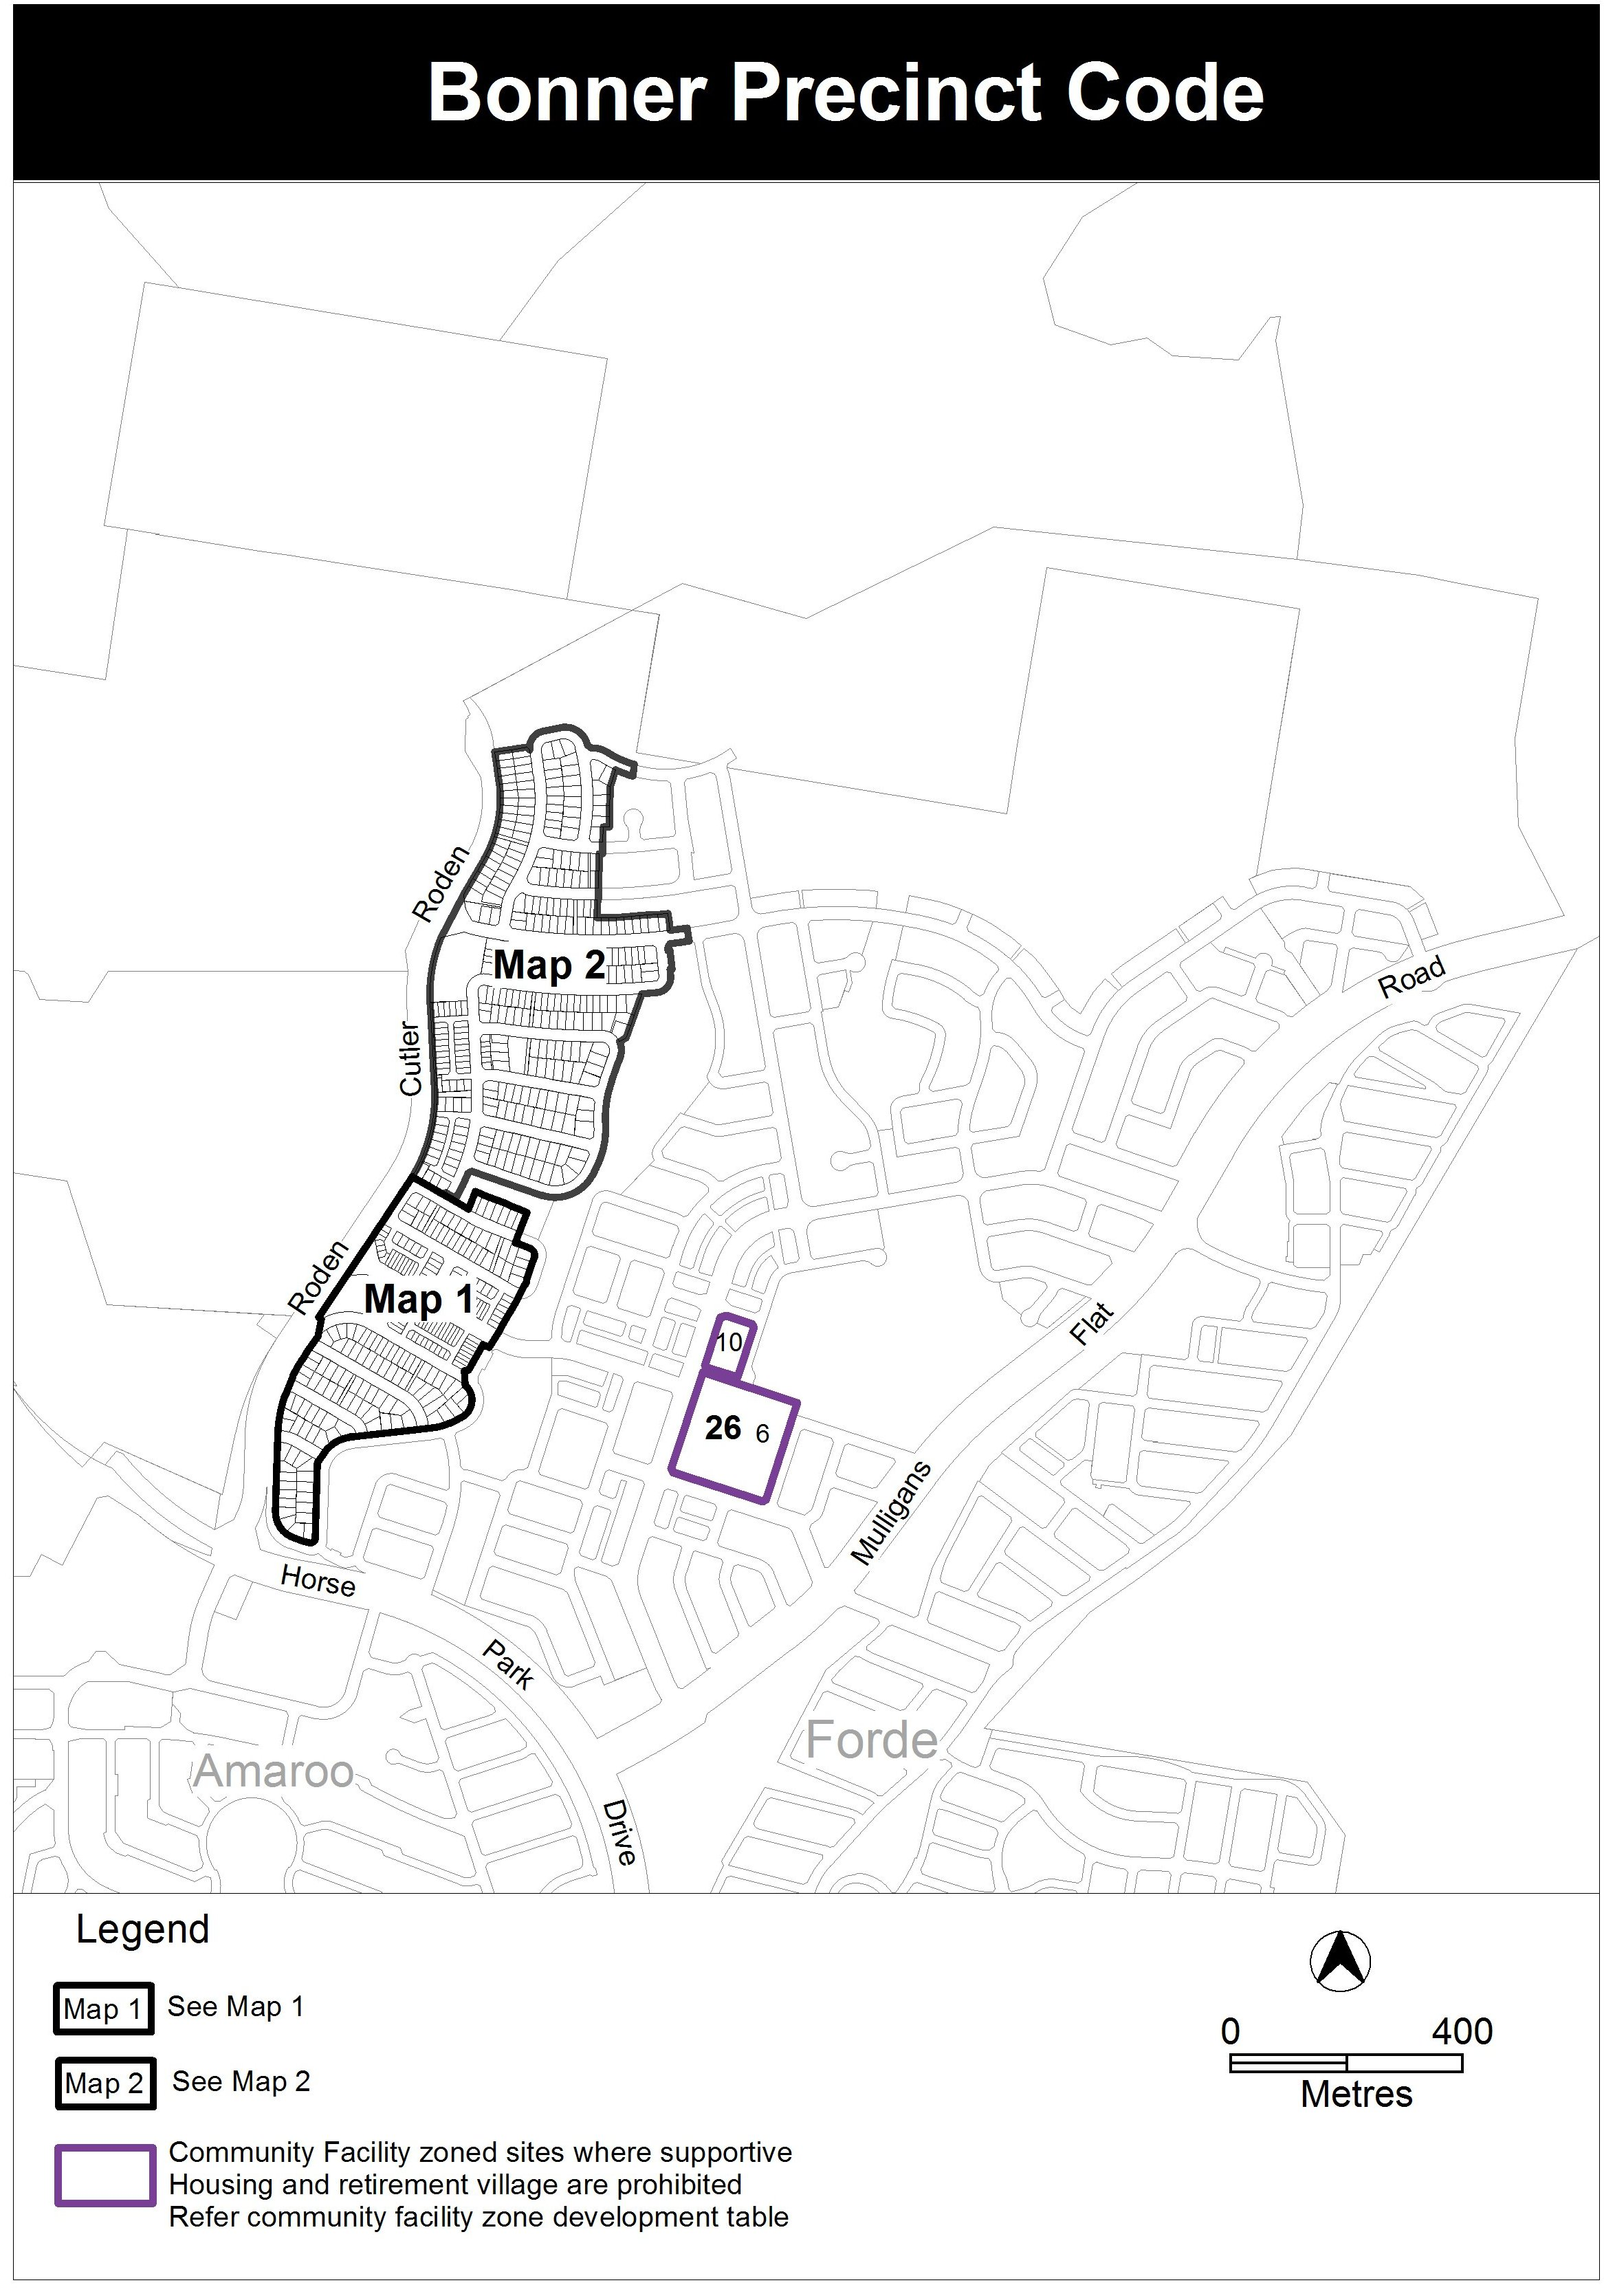 Bonner Precinct Code
Roden
Map 2
Road
Cutler
Roden
Map 1
Flat
10
26 6
Mulligans
Horse
Park
Forde
Amaroo
Drive
Legend
Map 1 See Map 1
0 400
Metres
Map 2 See Map 2
Community Facility zoned sites where supportive
Housing and retirement village are prohibited
Refer community facility zone development table